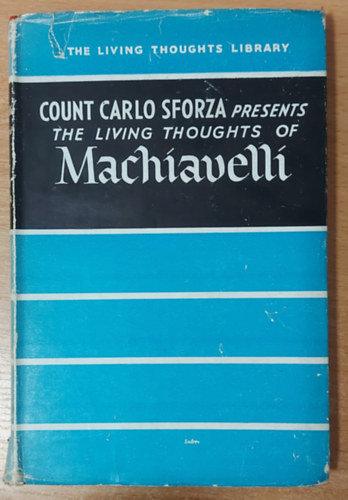 THE LIVING THOUGHTS LIBRARY
COUNT CARLO SFORZA PRESENTS
THE LIVING THOUGHTS OF
Machiavelli